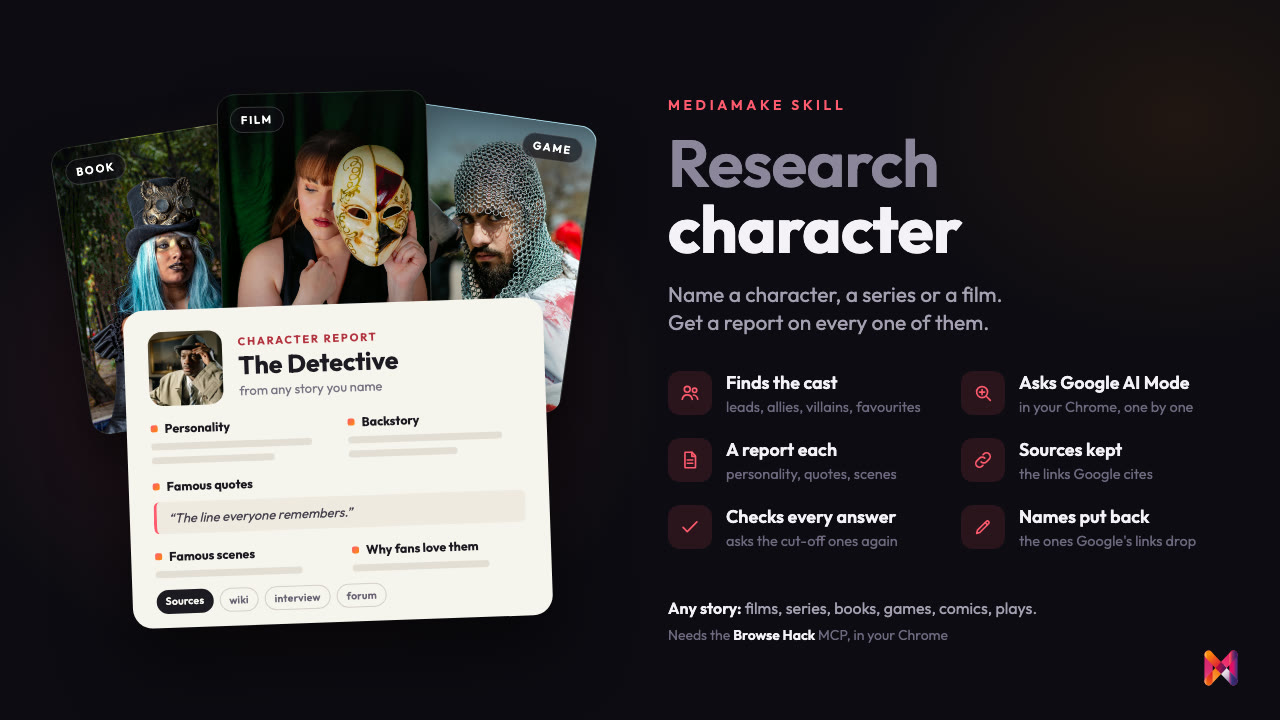 BOOK
FILM
GAME
CHARACTER REPORT
The Detective
from any story you name
Personality
Backstory
Famous quotes
“The line everyone remembers.”
Famous scenes
Why fans love them
Sources
wiki
interview
forum
MEDIAMAKE SKILL
Research
character
Name a character, a series or a film.
Get a report on every one of them.
Finds the cast
leads, allies, villains, favourites
Asks Google AI Mode
in your Chrome, one by one
A report each
personality, quotes, scenes
Sources kept
the links Google cites
Checks every answer
asks the cut-off ones again
Names put back
the ones Google's links drop
Any story: films, series, books, games, comics, plays.
Needs the Browse Hack MCP, in your Chrome